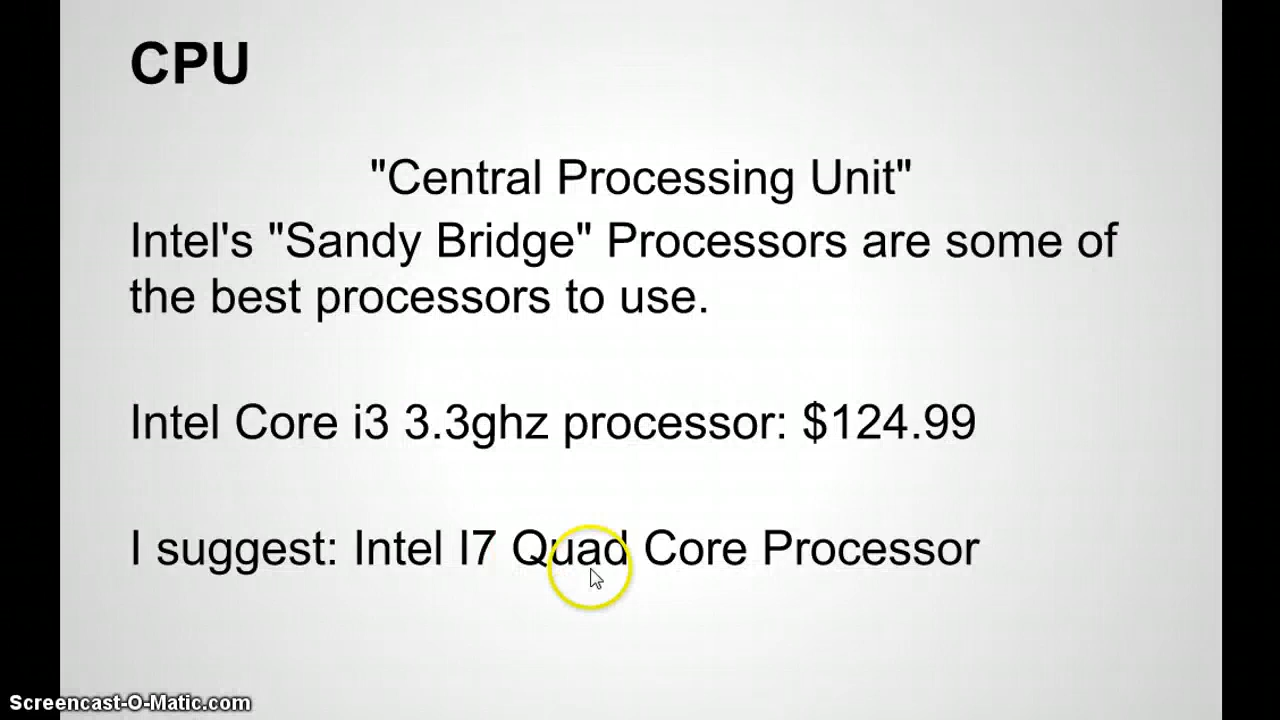 CPU
"Central Processing Unit"
Intel's "Sandy Bridge" Processors are some of
the best processors to use.
Intel Core i3 3.3ghz processor: $124.99
I suggest: Intel I7 Quad Core Processor
Screencast-O-Matic.com